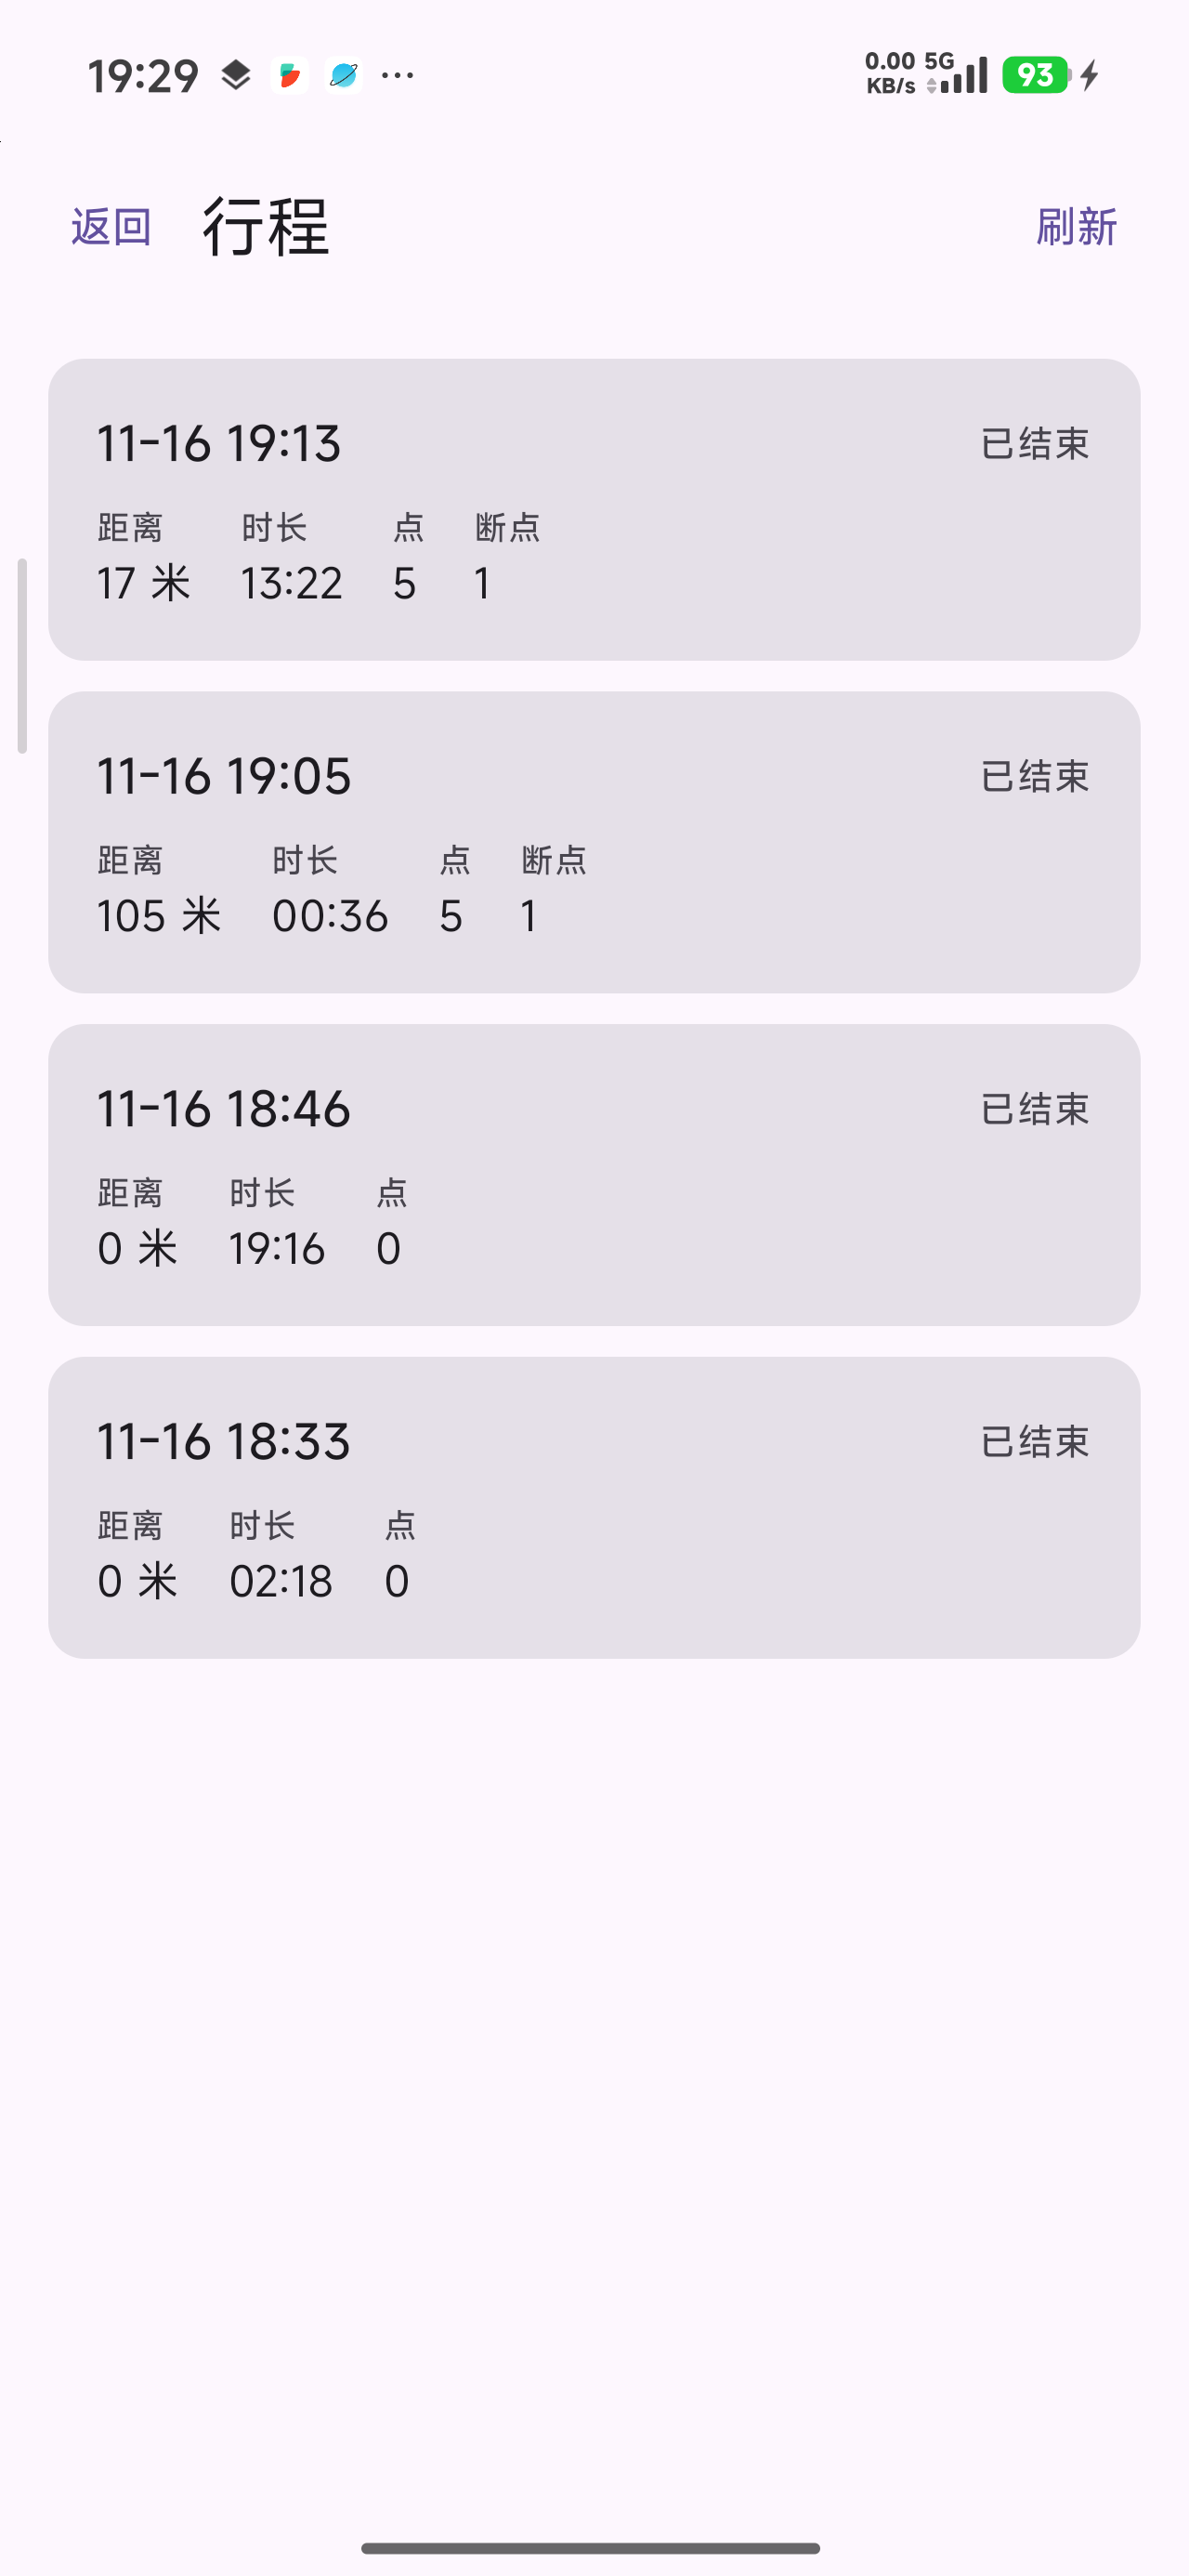 19:29 ... 0.00 KB/s 5G 93
返回 行程 刷新
11-16 19:13 已结束
距离 时长 点 断点
17 米 13:22 5 1
11-16 19:05 已结束
距离 时长 点 断点
105 米 00:36 5 1
11-16 18:46 已结束
距离 时长 点
0 米 19:16 0
11-16 18:33 已结束
距离 时长 点
0 米 02:18 0